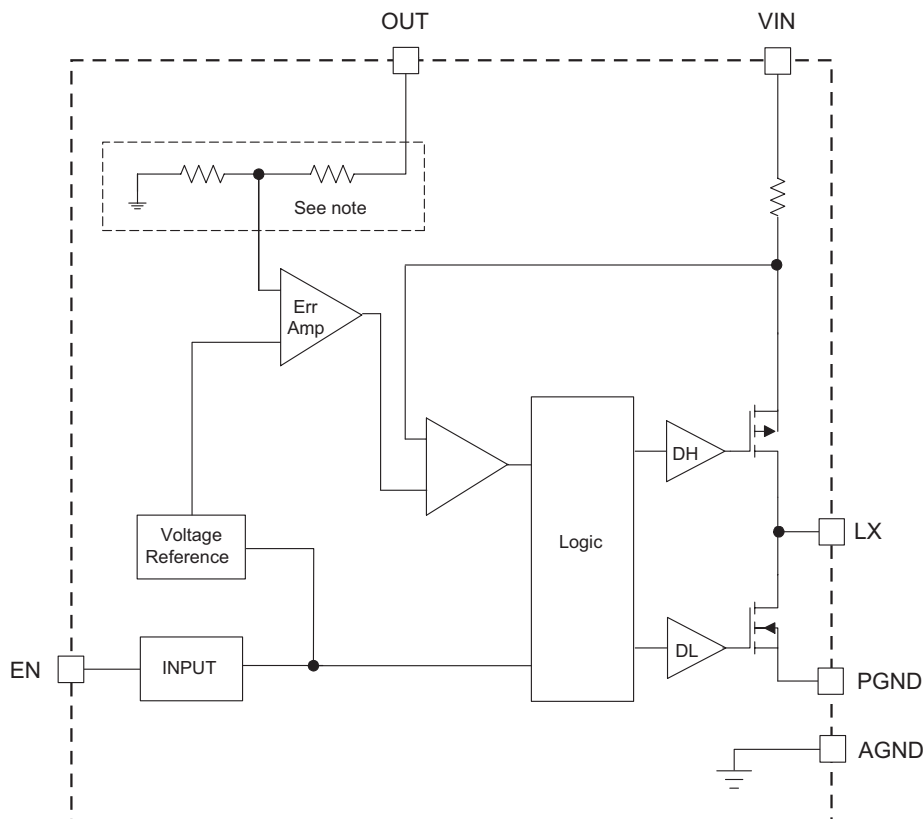 OUT
VIN
See note
Err
Amp
DH
Voltage
Reference
Logic
LX
EN
INPUT
DL
PGND
AGND